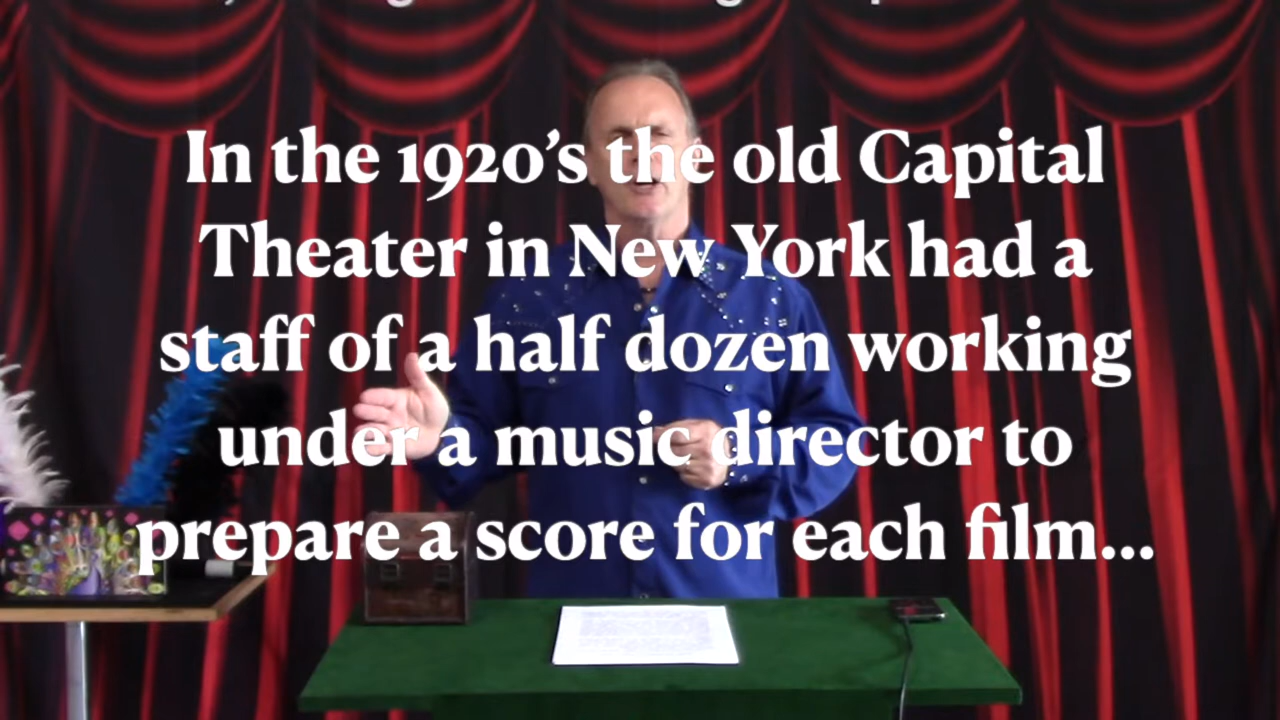 In the 1920's the old Capital
Theater in New York had a
staff of a half dozen working
under a music director to
prepare a score for each film...